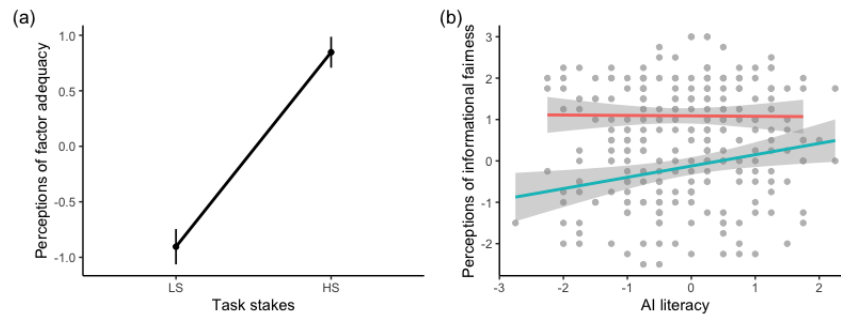 (a)
Perceptions of factor adequacy
1.0
0.5
0.0
-0.5
-1.0
LS
HS
Task stakes
(b)
Perceptions of informational fairness
3
2
1
0
-1
-2
-3
-2
-1
0
1
2
AI literacy